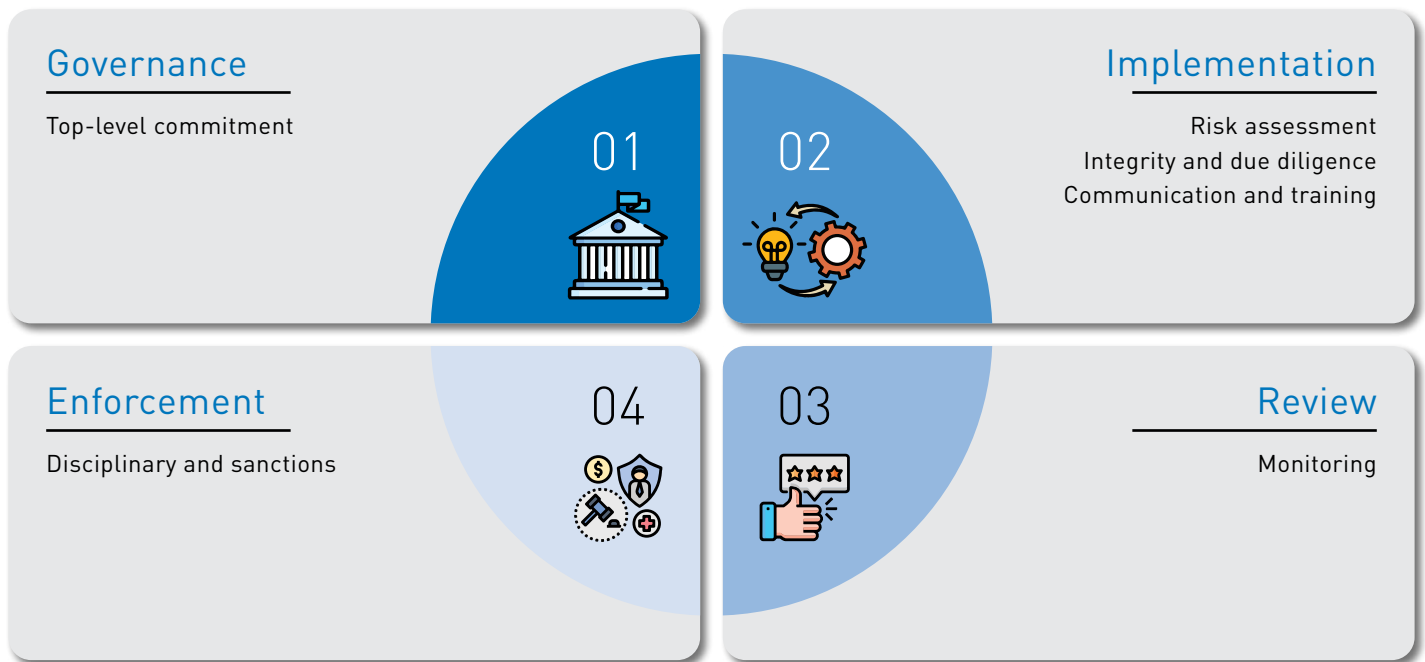 Governance
Top-level commitment
01
02
Implementation
Risk assessment
Integrity and due diligence
Communication and training
Enforcement
Disciplinary and sanctions
04
$
03
Review
Monitoring